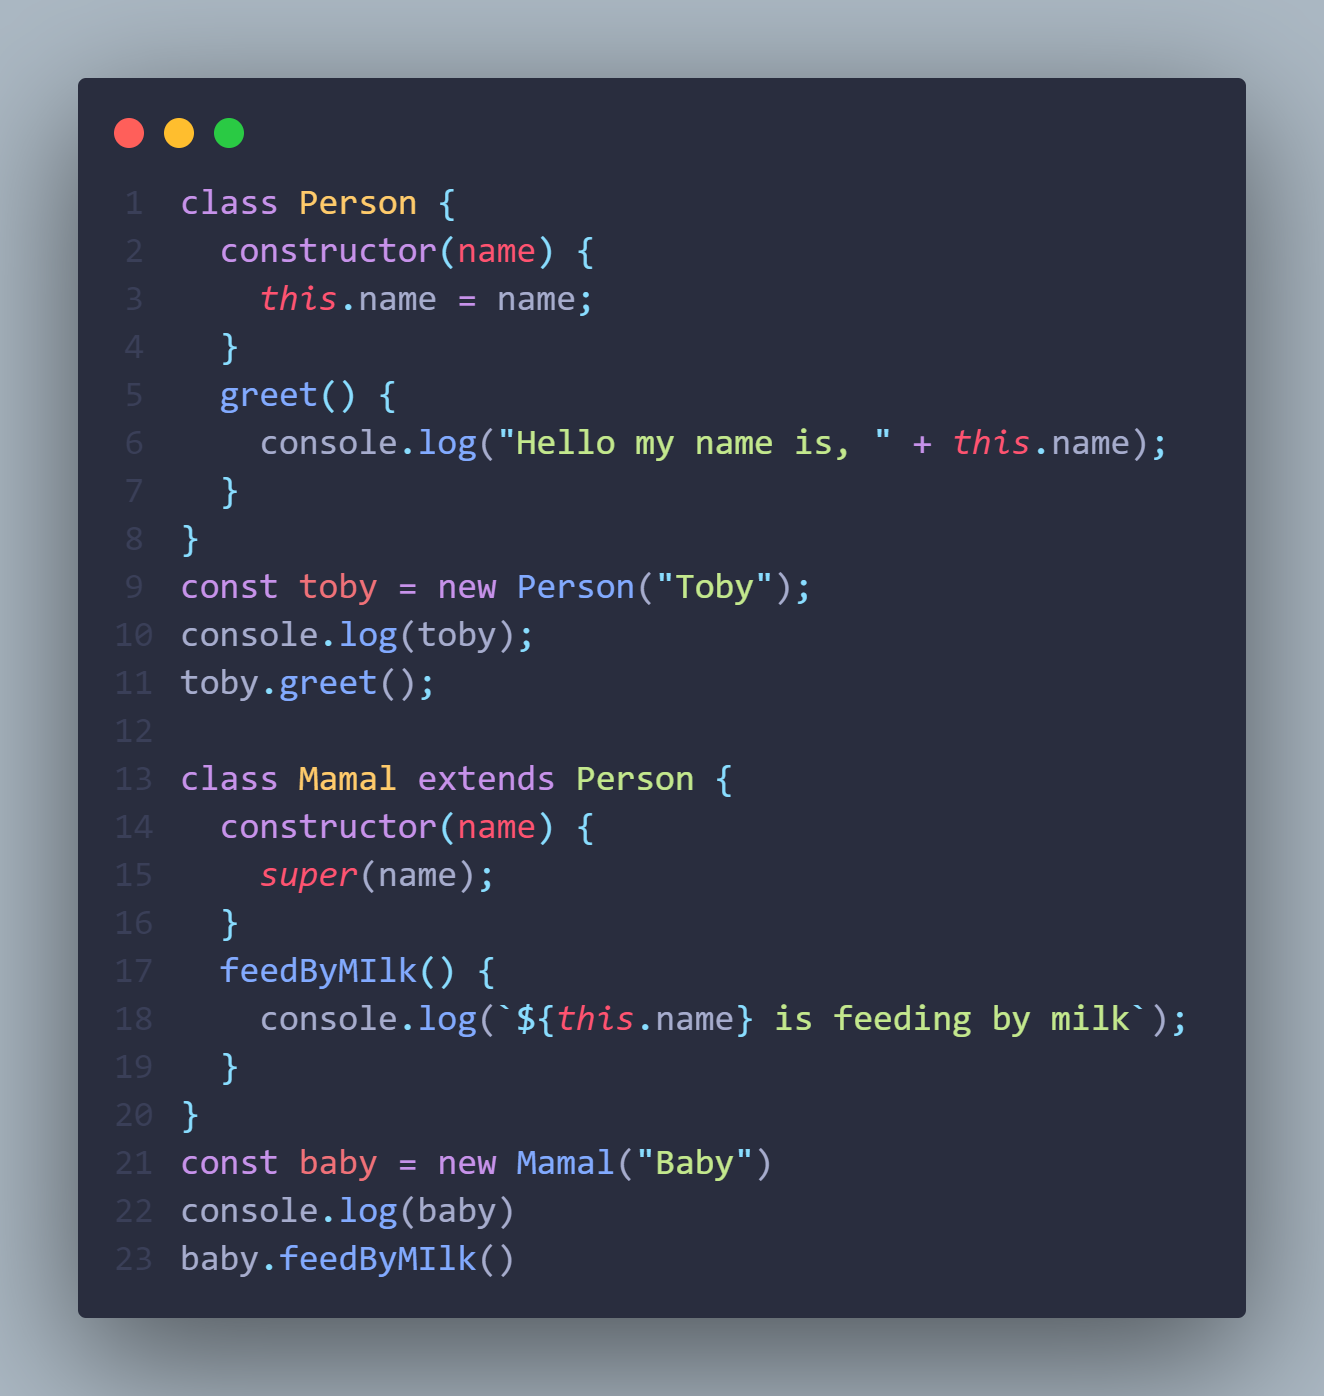 1 class Person {
2   constructor(name) {
3     this.name = name;
4   }
5   greet() {
6     console.log("Hello my name is, " + this.name);
7   }
8 }
9 const toby = new Person("Toby");
10 console.log(toby);
11 toby.greet();
12
13 class Mamal extends Person {
14   constructor(name) {
15     super(name);
16   }
17   feedByMIlk() {
18     console.log(`${this.name} is feeding by milk`);
19   }
20 }
21 const baby = new Mamal("Baby")
22 console.log(baby)
23 baby.feedByMIlk()